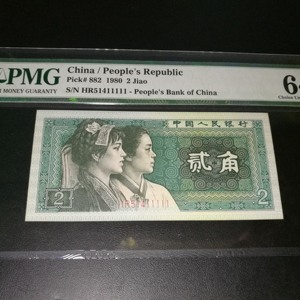 PMG
China / People's Republic
Pick# 882 1980 2 Jiao
MONEY GUARANTY
S/N HR51411111 - People's Bank of China
中国人民银行
贰角
2
HR51411111
2